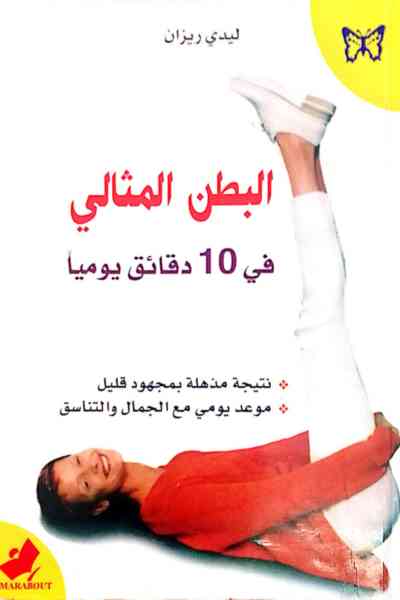 ليدي ريزان
البطن المثالي
في 10 دقائق يوميا
نتيجة مذهلة بمجهود قليل
موعد يومي مع الجمال والتناسق
MARABOUT